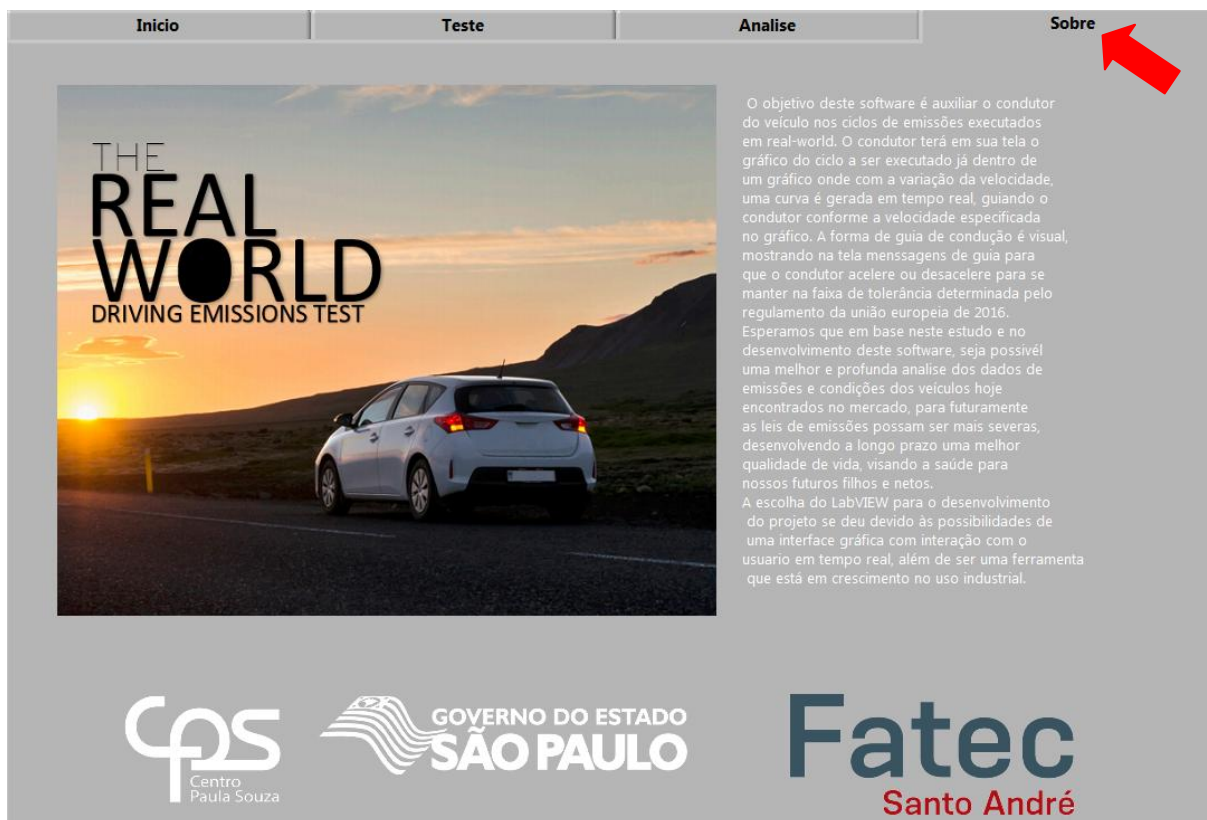 Inicio
Teste
Analise
Sobre
THE
REAL
WORLD
DRIVING EMISSIONS TEST
O objetivo deste software é auxiliar o condutor
do veículo nos ciclos de emissões executados
em real-world. O condutor terá em sua tela o
gráfico do ciclo a ser executado já dentro de
um gráfico onde com a variação da velocidade,
uma curva é gerada em tempo real, guiando o
condutor conforme a velocidade especificada
no gráfico. A forma de guia de condução é visual,
mostrando na tela menssagens de guia para
que o condutor acelere ou desacelere para se
manter na faixa de tolerância determinada pelo
regulamento da união europeia de 2016.
Esperamos que em base neste estudo e no
desenvolvimento deste software, seja possivél
uma melhor e profunda analise dos dados de
emissões e condições dos veículos hoje
encontrados no mercado, para futuramente
as leis de emissões possam ser mais severas,
desenvolvendo a longo prazo uma melhor
qualidade de vida, visando a saúde para
nossos futuros filhos e netos.
A escolha do LabVIEW para o desenvolvimento
do projeto se deu devido às possibilidades de
uma interface gráfica com interação com o
usuario em tempo real, além de ser uma ferramenta
que está em crescimento no uso industrial.
cps
Centro
Paula Souza
GOVERNO DO ESTADO
SÃO PAULO
Fatec
Santo André